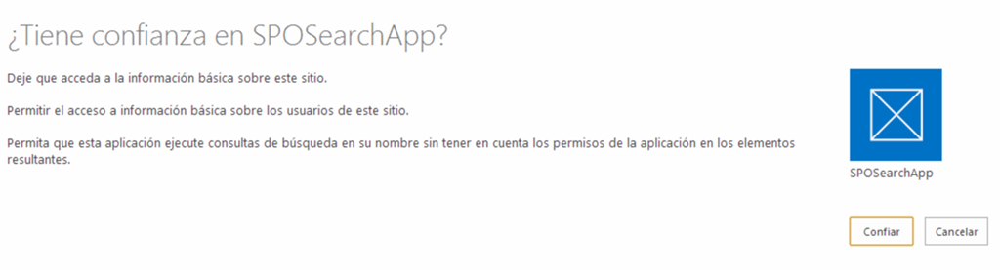 ¿Tiene confianza en SPOSearchApp?
Deje que acceda a la información básica sobre este sitio.
Permitir el acceso a información básica sobre los usuarios de este sitio.
Permita que esta aplicación ejecute consultas de búsqueda en su nombre sin tener en cuenta los permisos de la aplicación en los elementos
resultantes.
SPOSearchApp
Confiar
Cancelar